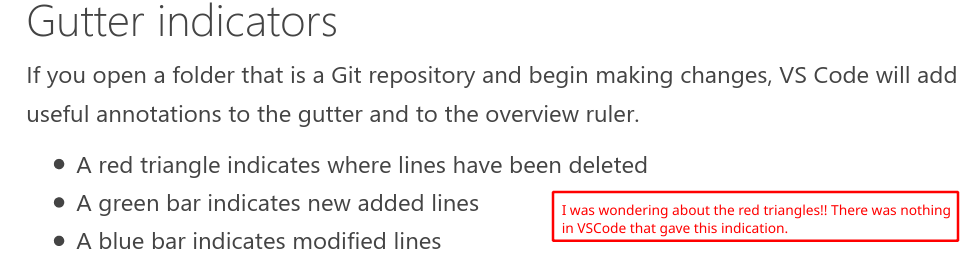 Gutter indicators
If you open a folder that is a Git repository and begin making changes, VS Code will add
useful annotations to the gutter and to the overview ruler.
• A red triangle indicates where lines have been deleted
• A green bar indicates new added lines
• A blue bar indicates modified lines
I was wondering about the red triangles!! There was nothing
in VSCode that gave this indication.